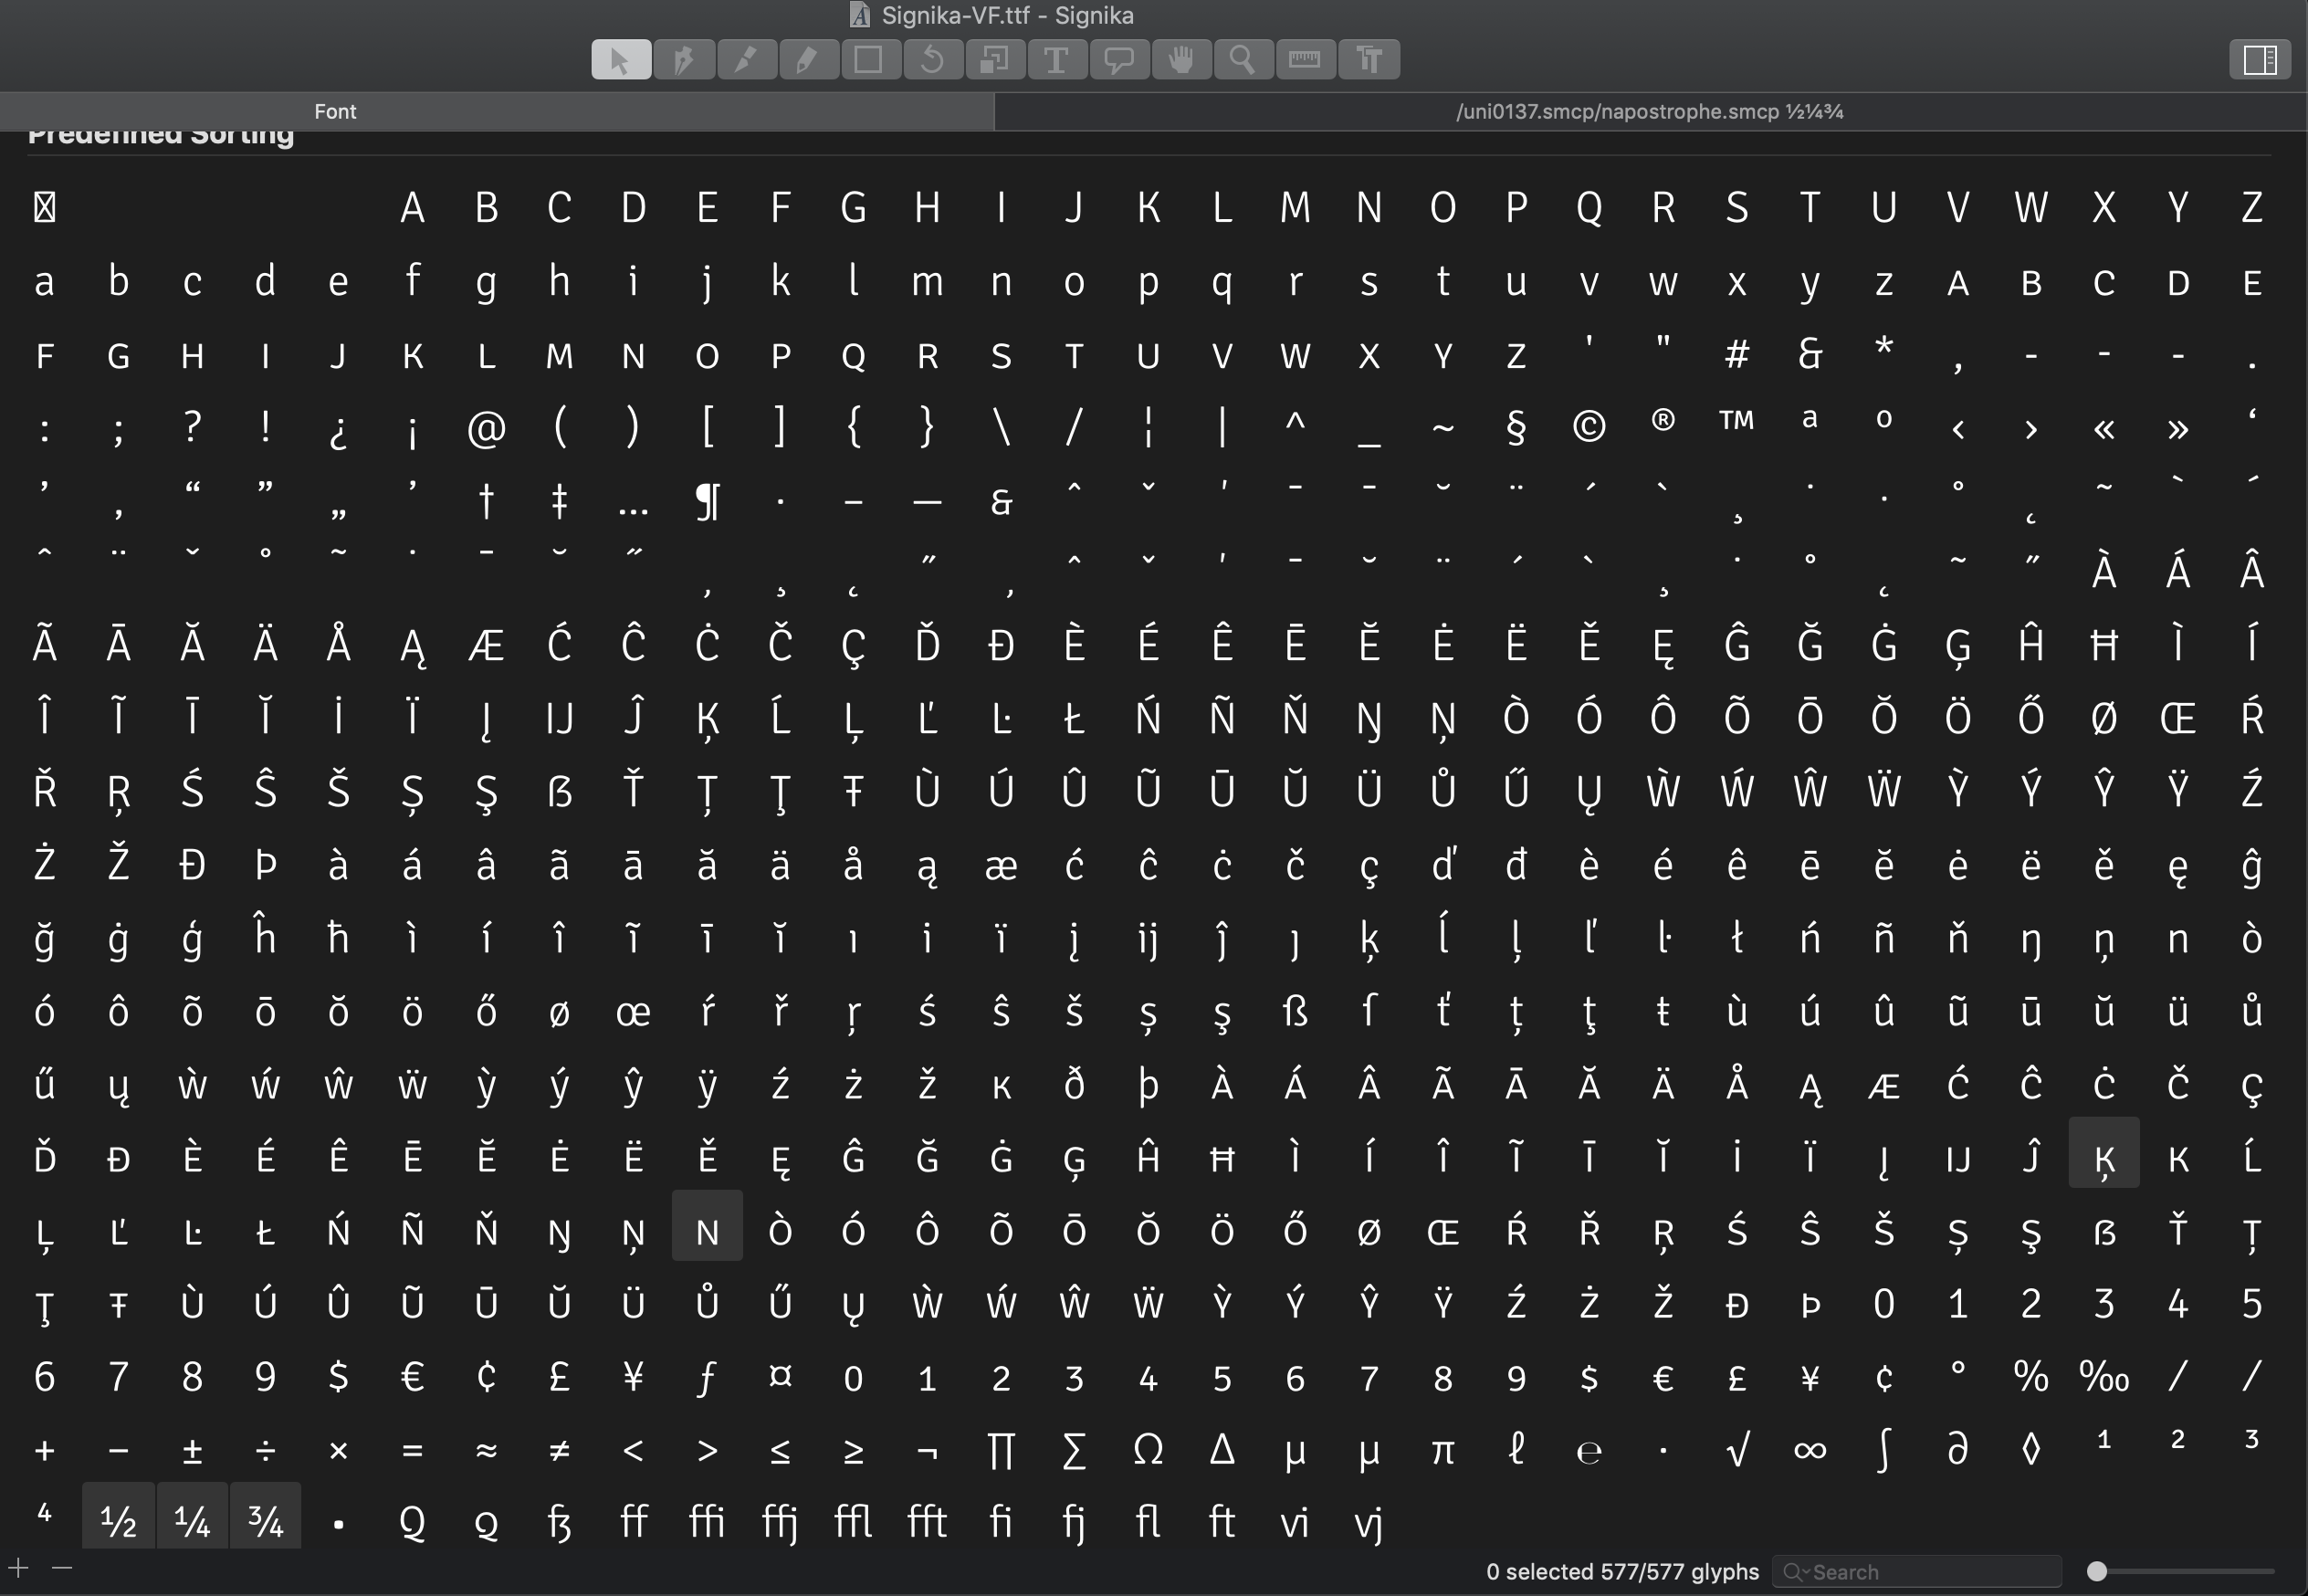 Signika-VF.ttf - Signika
Font
/uni0137.smcp/napostrophe.smcp ½¼¾
Predefined Sorting
A B C D E F G H I J K L M N O P Q R S T U V W X Y Z
a b c d e f g h i j k l m n o p q r s t u v w x y z A B C D E
F G H I J K L M N O P Q R S T U V W X Y Z ' " # & * , - - - .
: ; ? ! ¿ ¡ @ ( ) [ ] { } \ / ¦ | ^ _ ~ § © ® ™ ª º ‹ › « » ‘
’ ‚ “ ” „ ’ † ‡ … ¶ · – — & ˆ ˇ ' ¯ ¯ ˘ ¨ ´ ` ¸ ˙ . ˚ ˛ ˜ ` ´
ˆ ¨ ˇ ˚ ˜ ˙ ¯ ˘ ˝ , ¸ ˛ ˝ , ˆ ˇ ' ¯ ˘ ¨ ´ ` ¸ ˙ ˚ ˛ ˜ ˝ À Á Â
Ã Ā Ă Ä Å Ą Æ Ć Ĉ Ċ Č Ç Ď Đ È É Ê Ē Ĕ Ė Ë Ě Ę Ĝ Ğ Ġ Ģ Ĥ Ħ Ì Í
Î Ĩ Ī Ĭ İ Ï Į Ĳ Ĵ Ķ Ĺ Ļ Ľ Ŀ Ł Ń Ñ Ň Ŋ Ņ Ò Ó Ô Õ Ō Ŏ Ö Ő Ø Œ Ŕ
Ř Ŗ Ś Ŝ Š Ș Ş ß Ť Ț Ţ Ŧ Ù Ú Û Ũ Ū Ŭ Ü Ů Ű Ų Ẁ Ẃ Ŵ Ẅ Ỳ Ý Ŷ Ÿ Ź
Ż Ž Ð Þ à á â ã ā ă ä å ą æ ć ĉ ċ č ç ď đ è é ê ē ĕ ė ë ě ę ĝ
ğ ġ ģ ĥ ħ ì í î ĩ ī ĭ ı i ï į ĳ ĵ ȷ ķ ĺ ļ ľ ŀ ł ń ñ ň ŋ ņ n ò
ó ô õ ō ŏ ö ő ø œ ŕ ř ŗ ś ŝ š ș ş ß ſ ť ț ţ ŧ ù ú û ũ ū ŭ ü ů
ű ų ẁ ẃ ŵ ẅ ỳ ý ŷ ÿ ź ż ž ĸ ð þ À Á Â Ã Ā Ă Ä Å Ą Æ Ć Ĉ Ċ Č Ç
Ď Đ È É Ê Ē Ĕ Ė Ë Ě Ę Ĝ Ğ Ġ Ģ Ĥ Ħ Ì Í Î Ĩ Ī Ĭ İ Ï Į Ĳ Ĵ Ķ K Ĺ
Ļ Ľ Ŀ Ł Ń Ñ Ň Ŋ Ņ N Ò Ó Ô Õ Ō Ŏ Ö Ő Ø Œ Ŕ Ř Ŗ Ś Ŝ Š Ș Ş ß Ť Ț
Ţ Ŧ Ù Ú Û Ũ Ū Ŭ Ü Ů Ű Ų Ẁ Ẃ Ŵ Ẅ Ỳ Ý Ŷ Ÿ Ź Ż Ž Ð Þ 0 1 2 3 4 5
6 7 8 9 $ € ¢ £ ¥ ƒ ¤ 0 1 2 3 4 5 6 7 8 9 $ € £ ¥ ¢ ° % ‰ ⁄ /
+ − ± ÷ × = ≈ ≠ < > ≤ ≥ ¬ ∏ ∑ Ω ∆ µ μ π ℓ ℮ · √ ∞ ∫ ∂ ◊ ¹ ² ³
⁴ ½ ¼ ¾ ▪ Q Q ſʒ ff ffi ffj ffl fft fi fj fl ft vi vj
0 selected 577/577 glyphs
Search